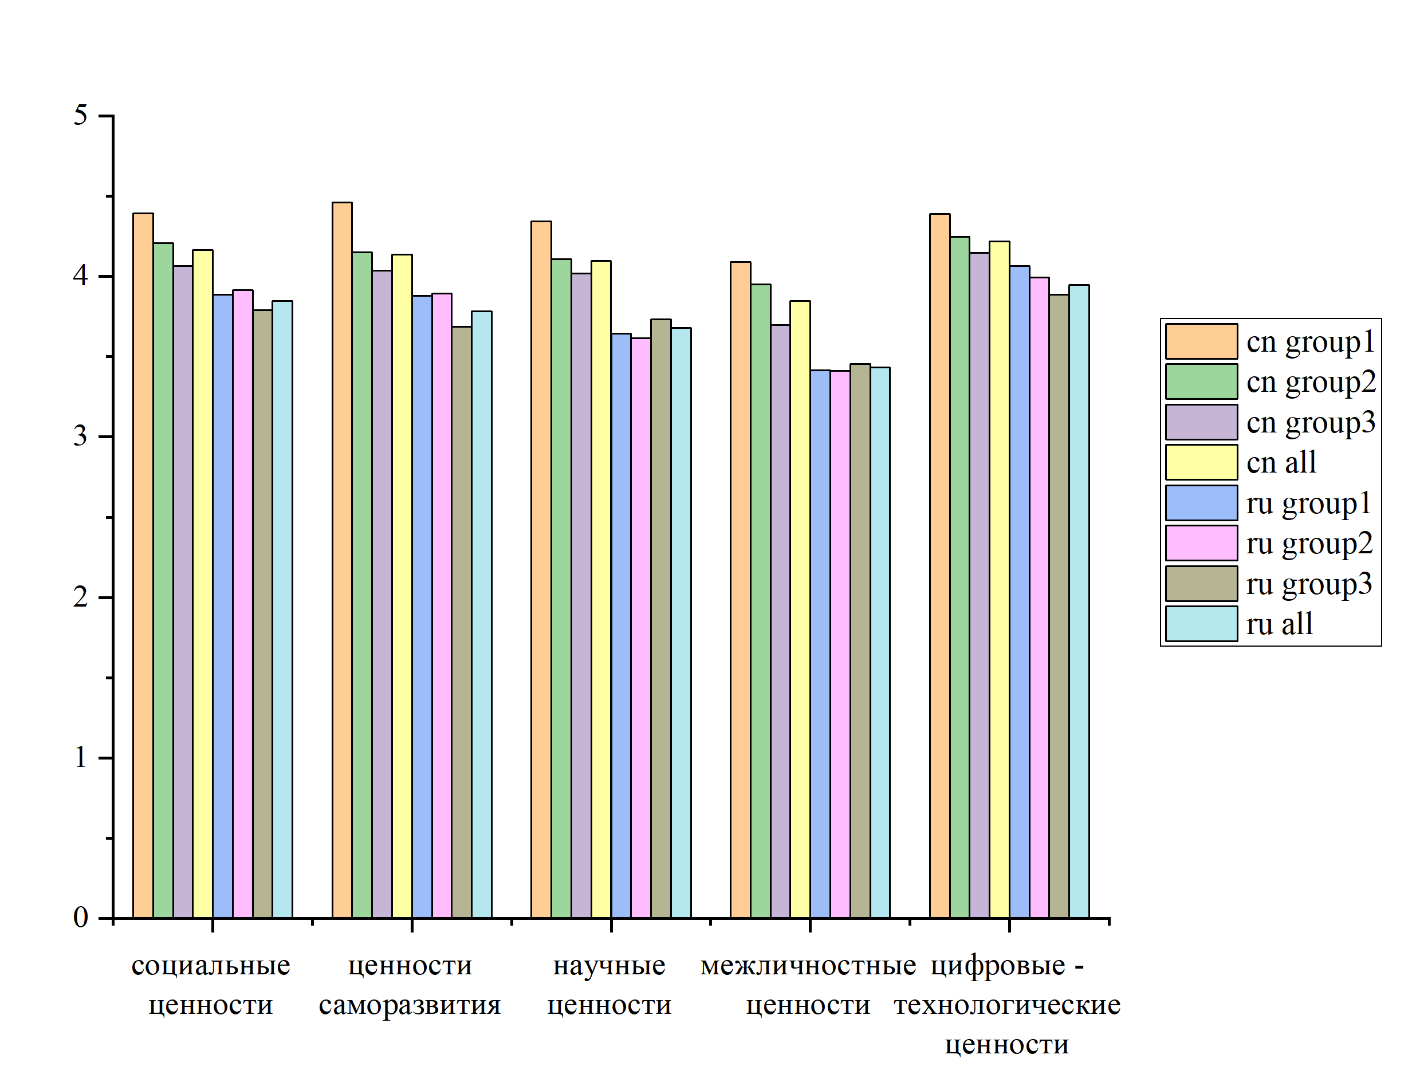 5
4
3
2
1
0
социальные
ценности
ценности
саморазвития
научные
ценности
межличностные
ценности
цифровые -
технологические
ценности
cn group1
cn group2
cn group3
cn all
ru group1
ru group2
ru group3
ru all